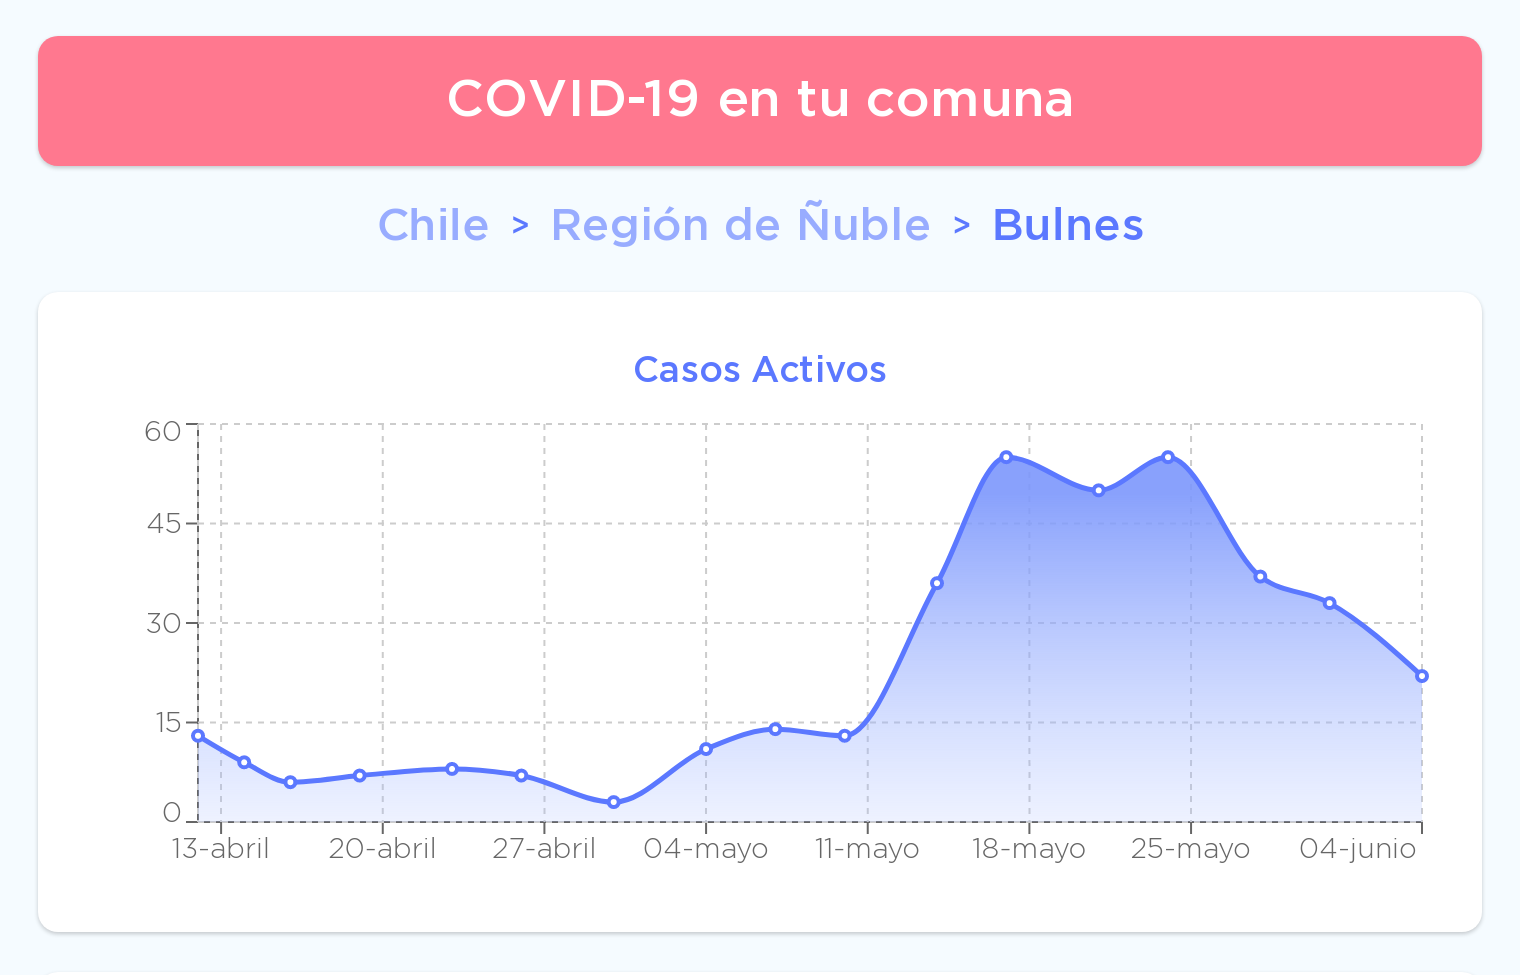 COVID-19 en tu comuna
Chile > Región de Ñuble > Bulnes
Casos Activos
60
45
30
15
0
13-abril 20-abril 27-abril 04-mayo 11-mayo 18-mayo 25-mayo 04-junio